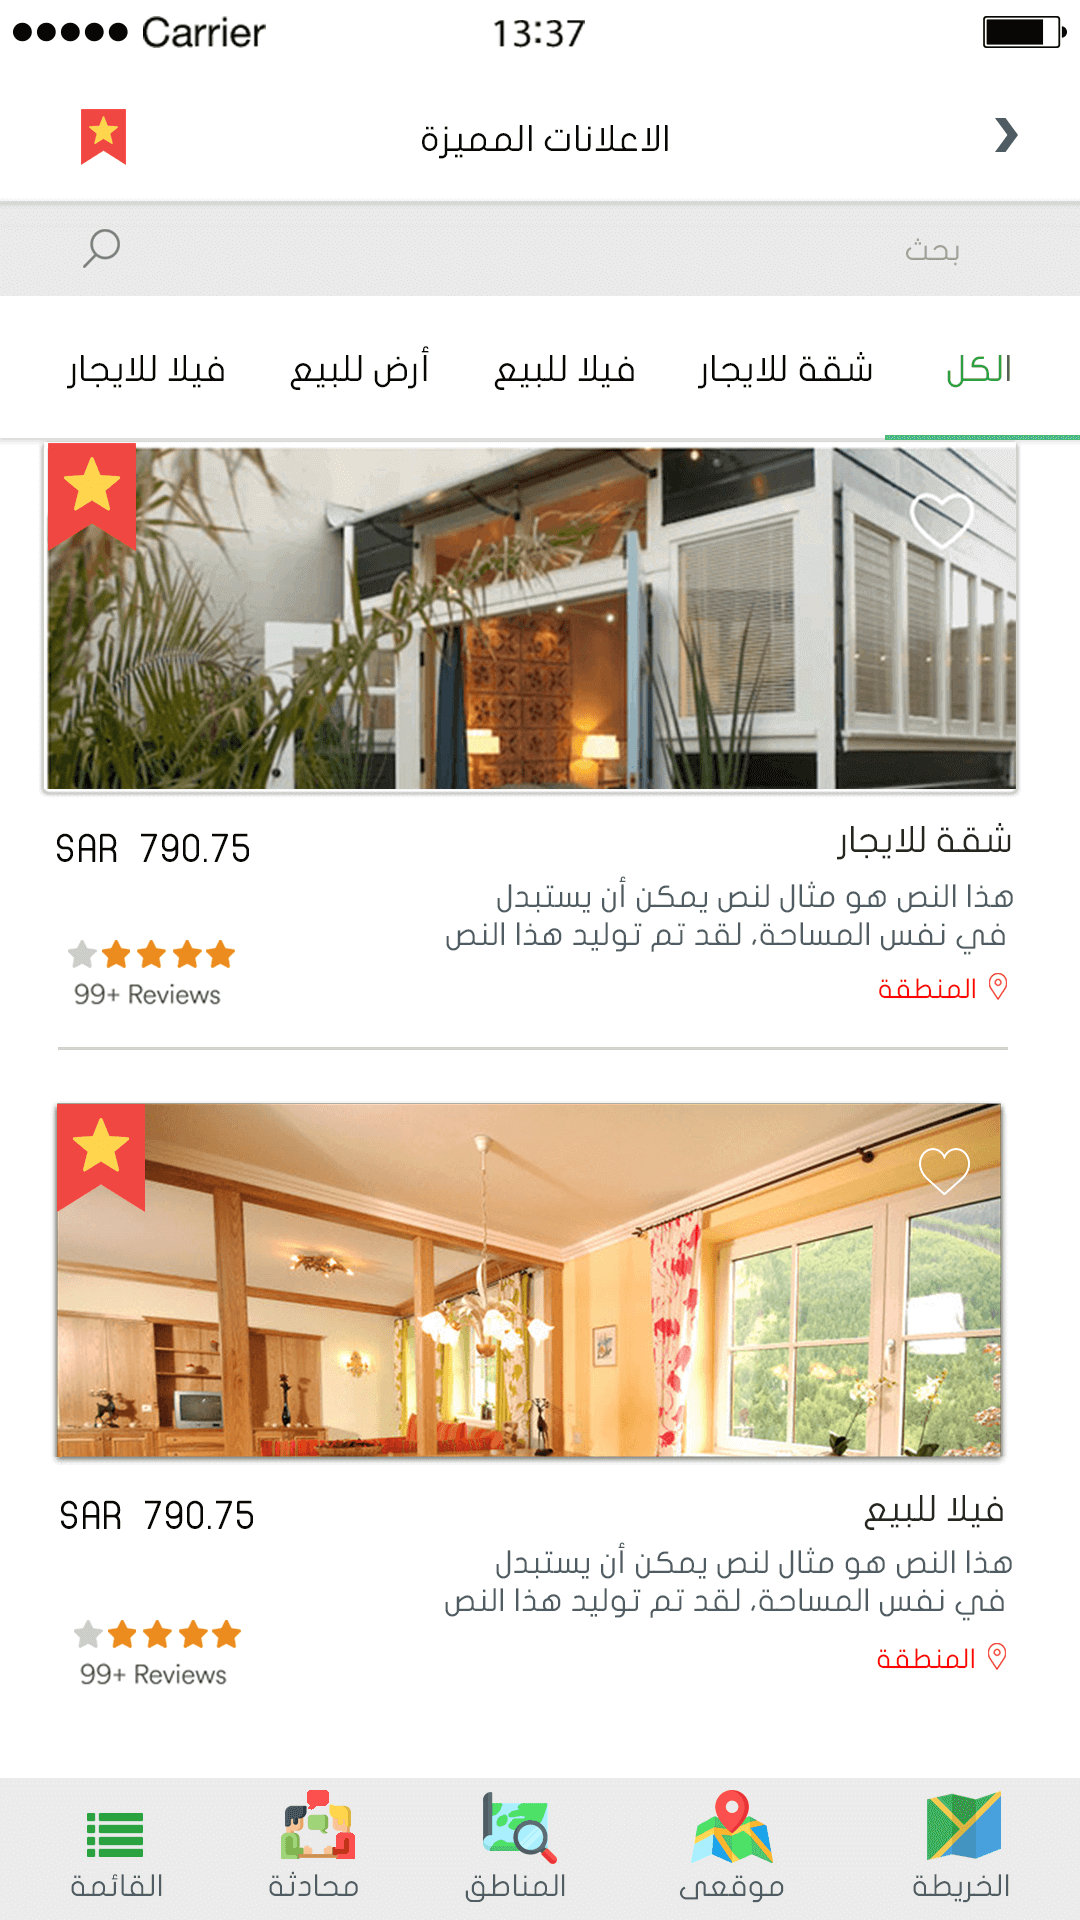 Carrier 13:37
الاعلانات المميزة
بحث
الكل شقة للايجار فيلا للبيع أرض للبيع فيلا للايجار
شقة للايجار
SAR 790.75
هذا النص هو مثال لنص يمكن أن يستبدل
في نفس المساحة، لقد تم توليد هذا النص
المنطقة
99+ Reviews
فيلا للبيع
SAR 790.75
هذا النص هو مثال لنص يمكن أن يستبدل
في نفس المساحة، لقد تم توليد هذا النص
المنطقة
99+ Reviews
الخريطة موقعى المناطق محادثة القائمة